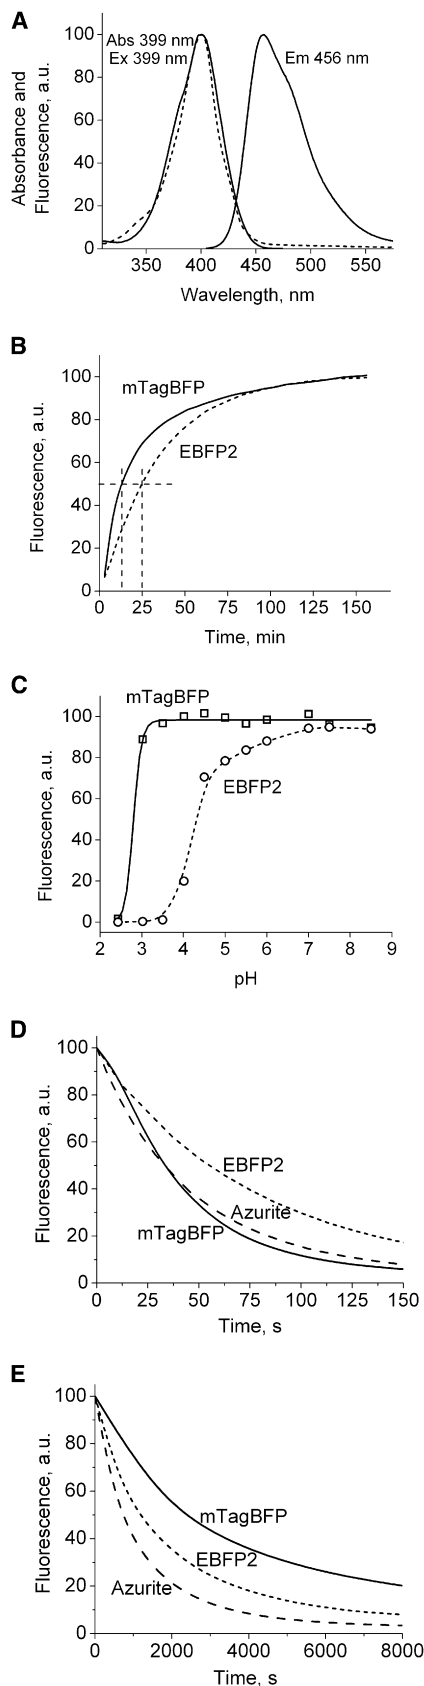 A
Absorbance and
Fluorescence, a.u.
100
80
60
40
20
0
Abs 399 nm
Ex 399 nm
Em 456 nm
350 400 450 500 550
Wavelength, nm
B
Fluorescence, a.u.
100
80
60
40
20
0
mTagBFP
EBFP2
0 25 50 75 100 125 150
Time, min
C
Fluorescence, a.u.
100
80
60
40
20
0
mTagBFP
EBFP2
2 3 4 5 6 7 8 9
pH
D
Fluorescence, a.u.
100
80
60
40
20
0
EBFP2
Azurite
mTagBFP
0 25 50 75 100 125 150
Time, s
E
Fluorescence, a.u.
100
80
60
40
20
0
mTagBFP
EBFP2
Azurite
0 2000 4000 6000 8000
Time, s